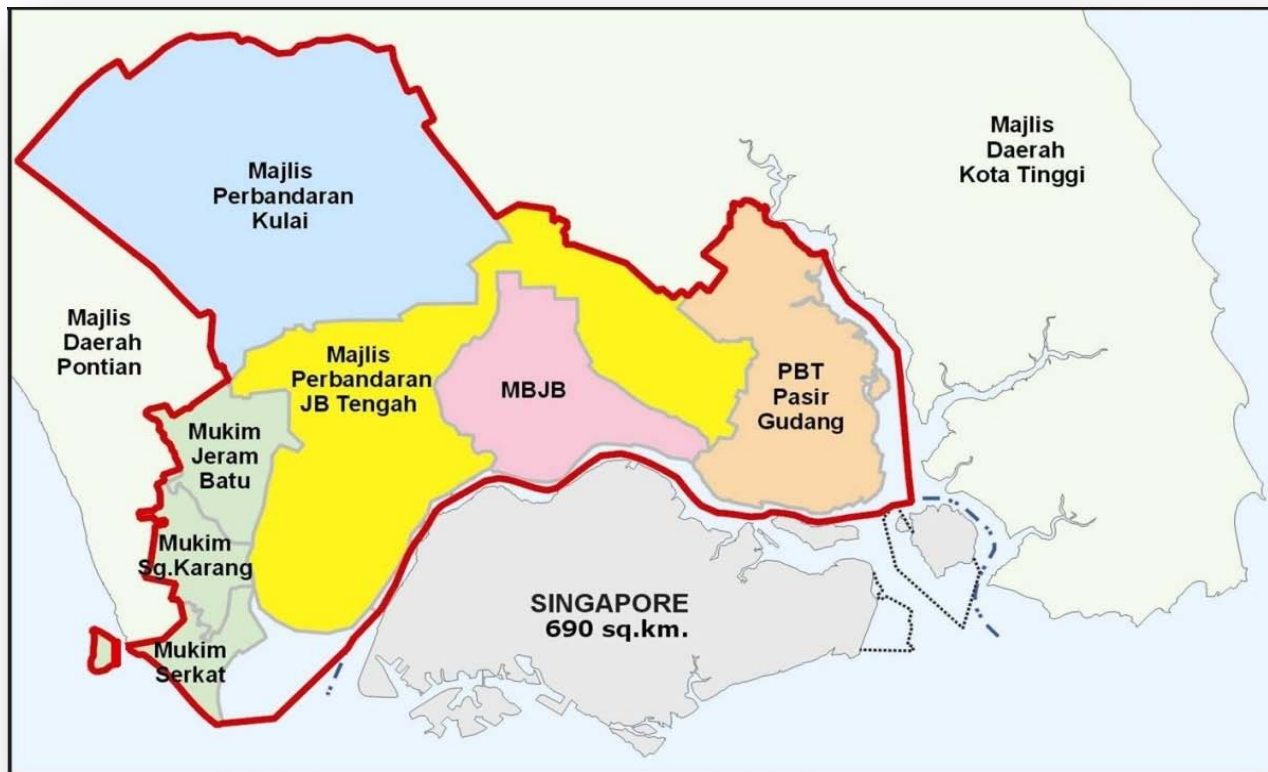 Majlis
Daerah
Kota Tinggi
Majlis
Perbandaran
Kulai
Majlis
Daerah
Pontian
Majlis
Perbandaran
JB Tengah
MBJB
PBT
Pasir
Gudang
Mukim
Jeram
Batu
Mukim
Sg.Karang
Mukim
Serkat
SINGAPORE
690 sq.km.